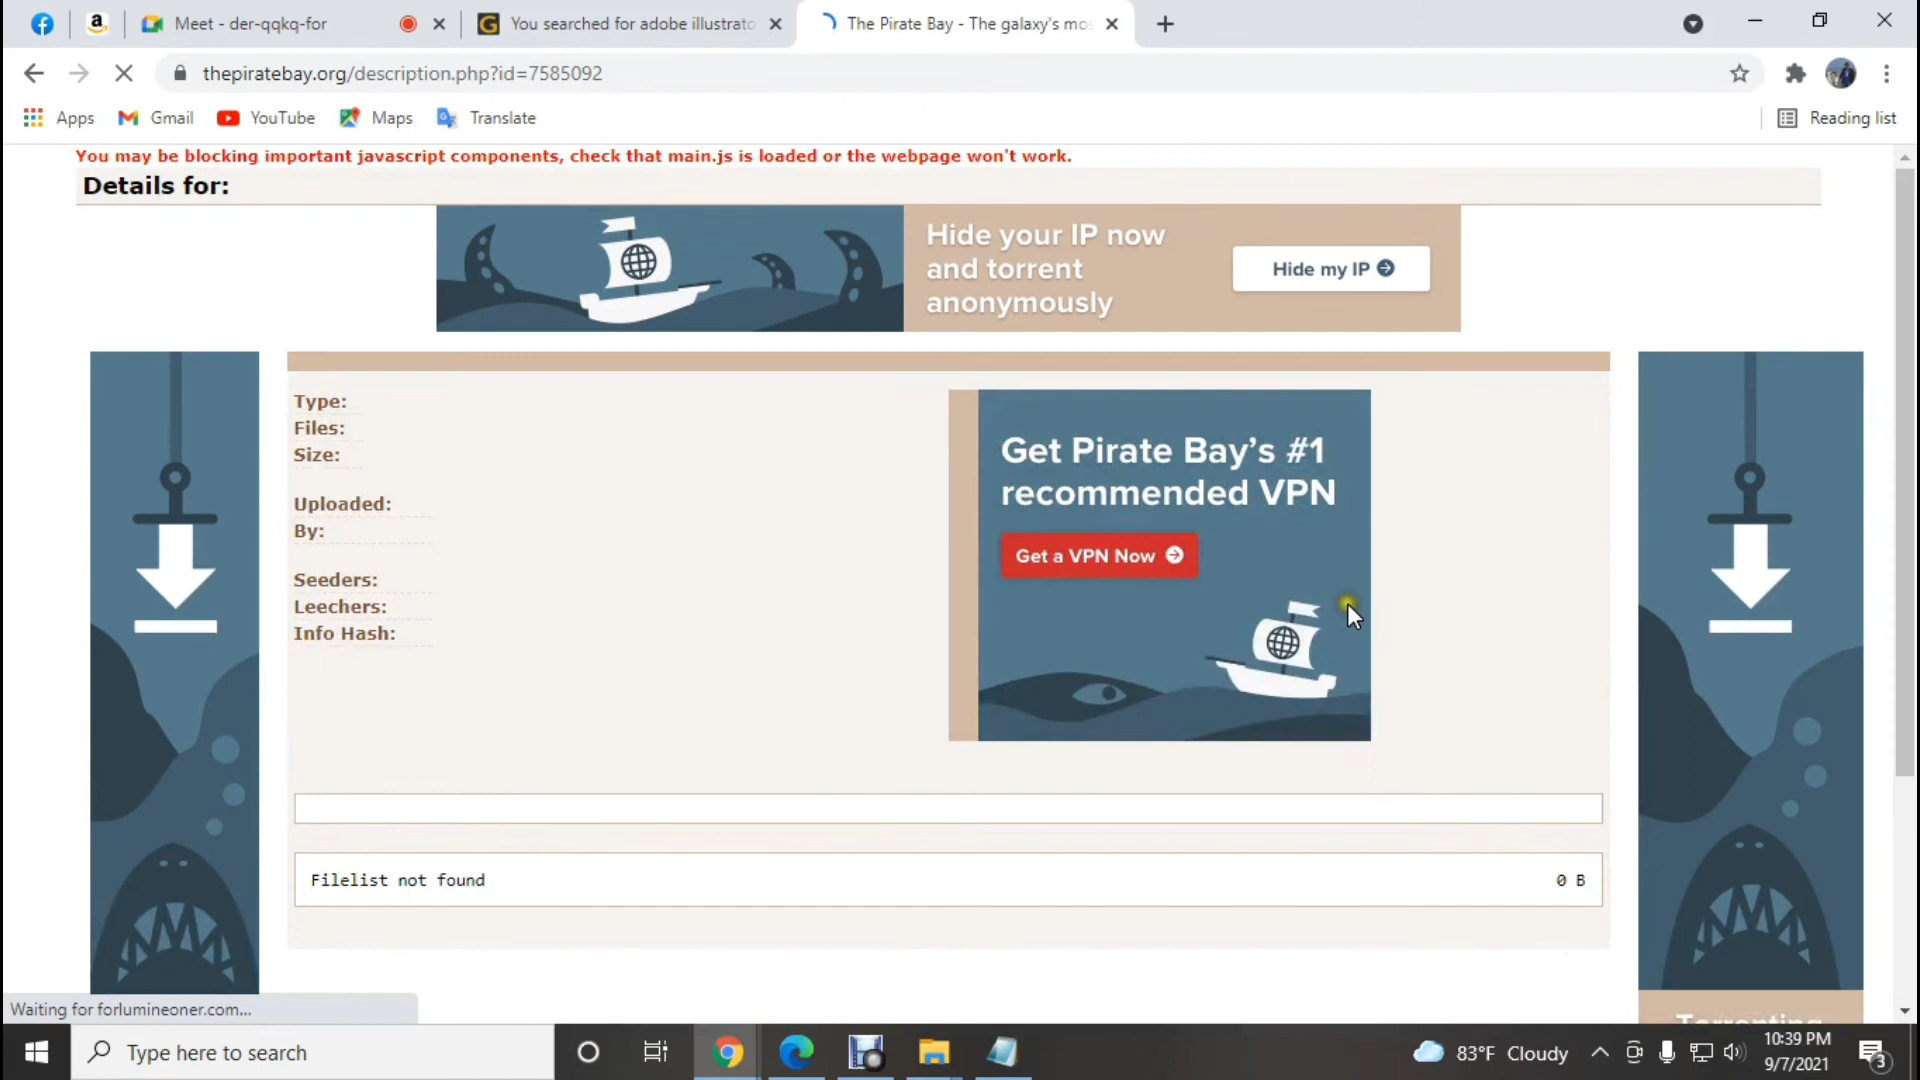 Meet - der-qqkq-for
You searched for adobe illustrato
The Pirate Bay - The galaxy's mos
thepiratebay.org/description.php?id=7585092
Apps
Gmail
YouTube
Maps
Translate
Reading list
You may be blocking important javascript components, check that main.js is loaded or the webpage won't work.
Details for:
Hide your IP now
and torrent
anonymously
Hide my IP
Type:
Files:
Size:
Uploaded:
By:
Seeders:
Leechers:
Info Hash:
Get Pirate Bay's #1
recommended VPN
Get a VPN Now
Filelist not found 0 B
Torrenting
Waiting for forlumineoner.com...
Type here to search
83°F Cloudy
10:39 PM
9/7/2021
3